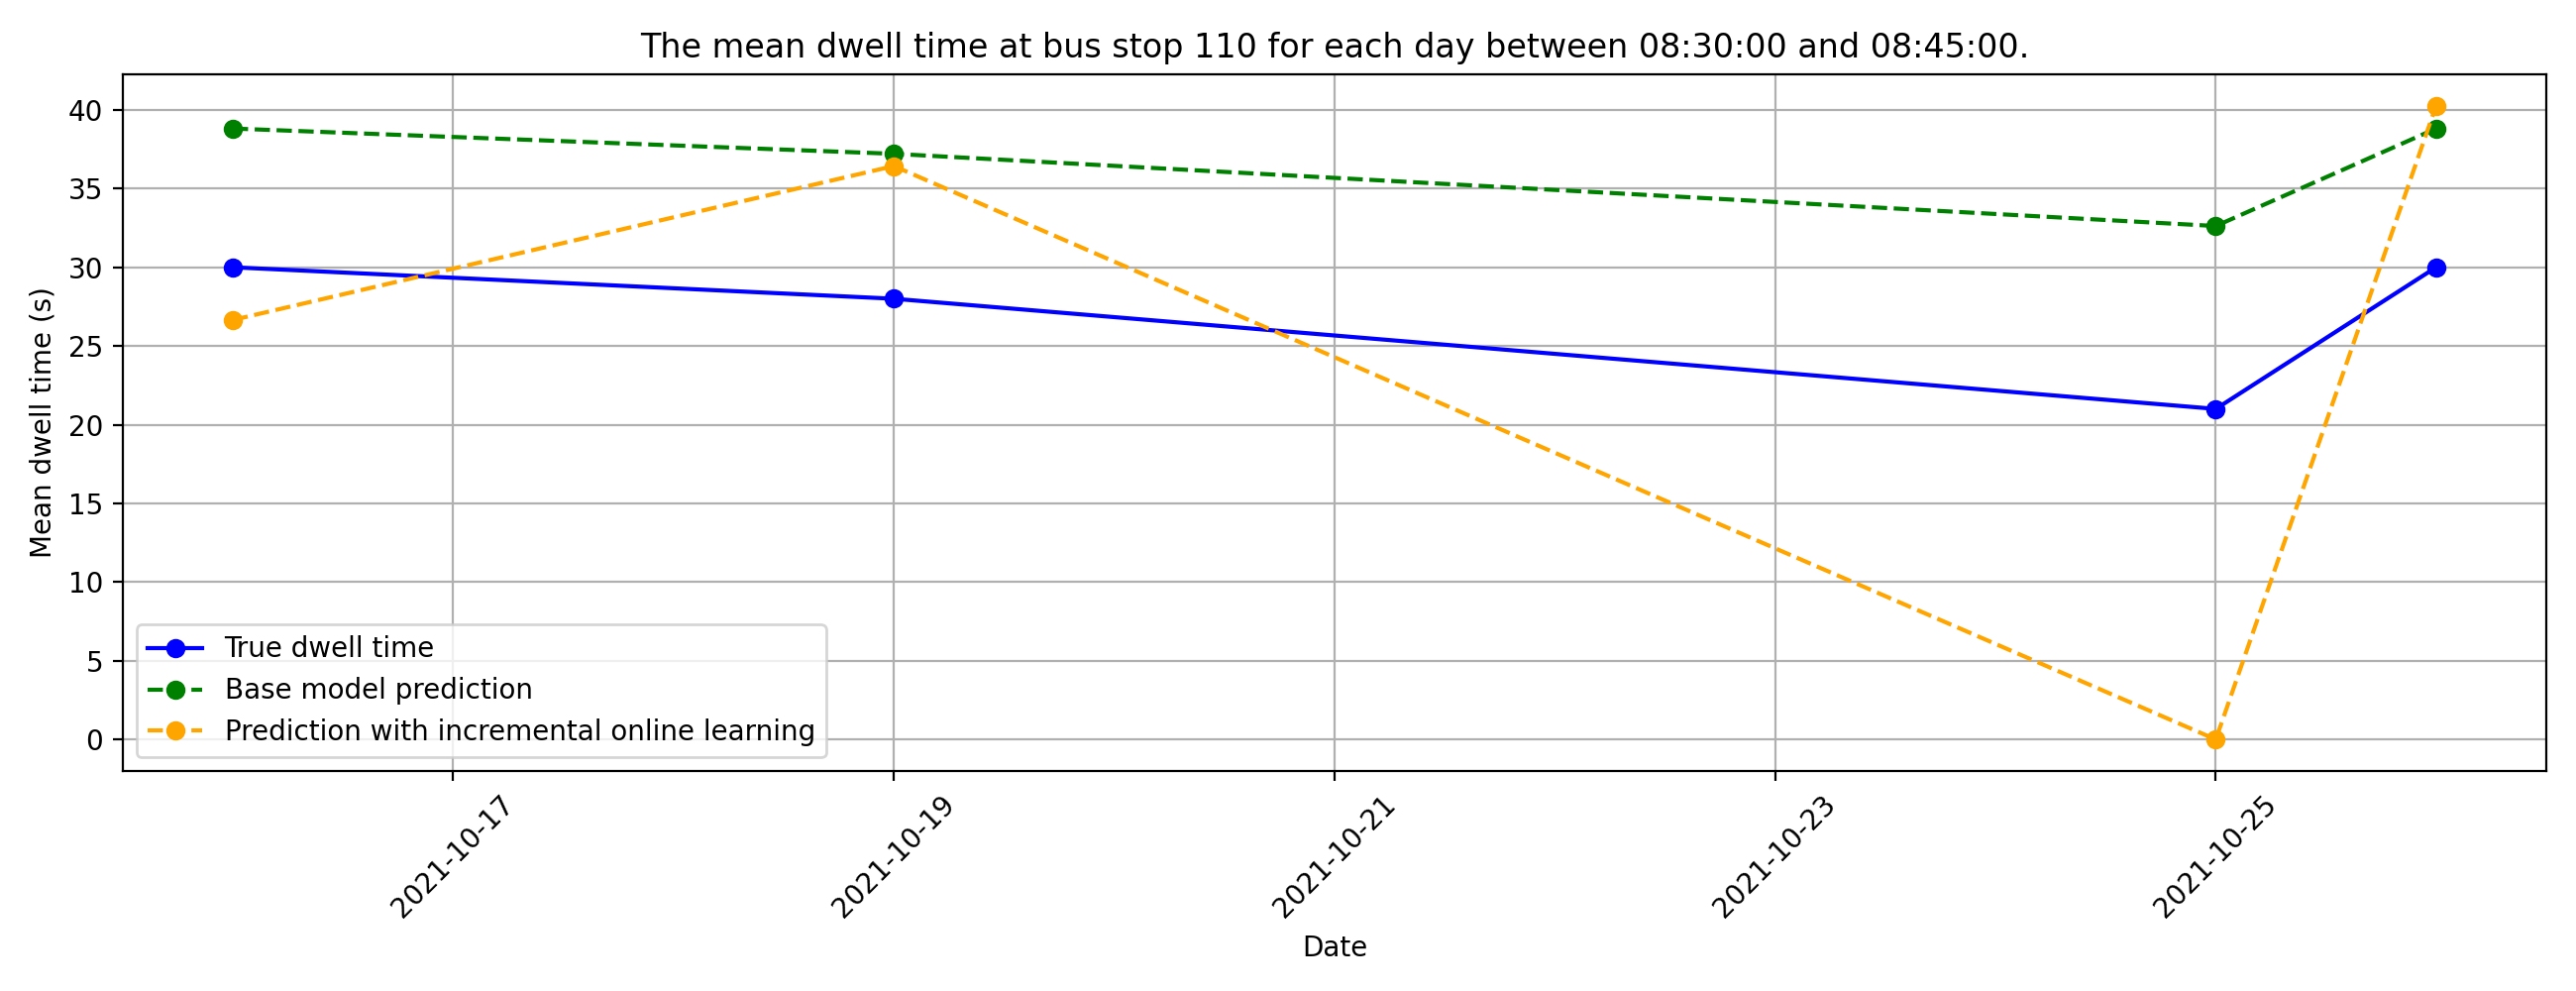 The mean dwell time at bus stop 110 for each day between 08:30:00 and 08:45:00.
Mean dwell time (s)
40
35
30
25
20
15
10
5
0
True dwell time
Base model prediction
Prediction with incremental online learning
2021-10-17
2021-10-19
2021-10-21
2021-10-23
2021-10-25
Date